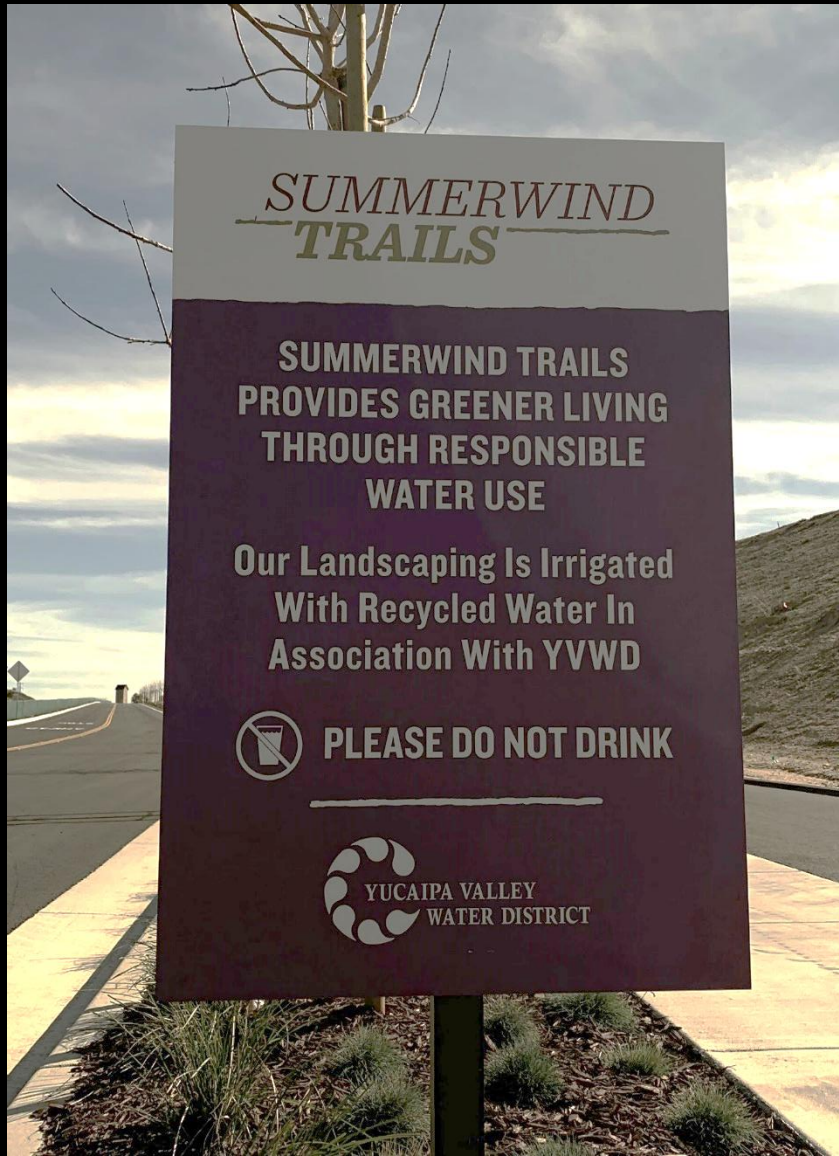 SUMMERWIND
TRAILS
SUMMERWIND TRAILS
PROVIDES GREENER LIVING
THROUGH RESPONSIBLE
WATER USE
Our Landscaping Is Irrigated
With Recycled Water In
Association With YVWD
PLEASE DO NOT DRINK
YUCAIPA VALLEY
WATER DISTRICT